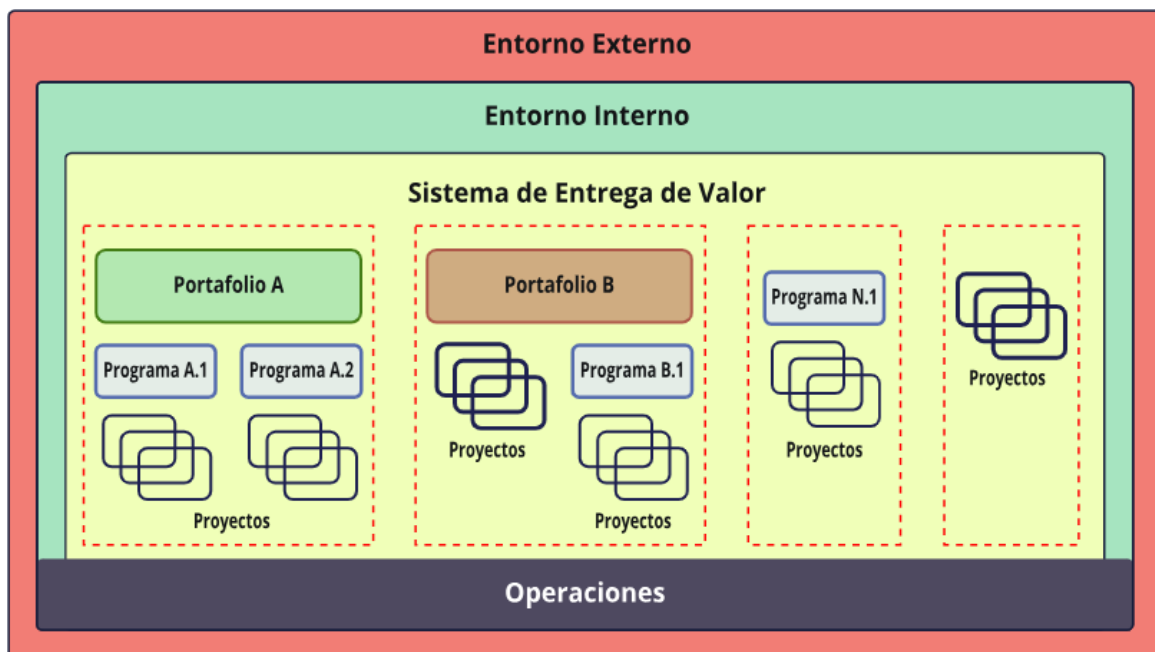 Entorno Externo
Entorno Interno
Sistema de Entrega de Valor
Portafolio A
Programa A.1
Programa A.2
Proyectos
Portafolio B
Proyectos
Programa B.1
Proyectos
Programa N.1
Proyectos
Proyectos
Operaciones